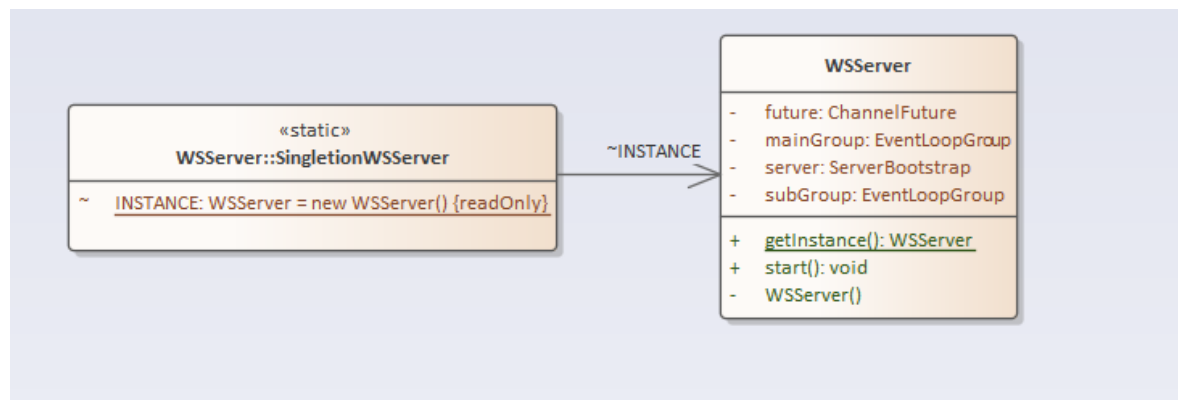 «static»
WSServer::SingletionWSServer
~ INSTANCE: WSServer = new WSServer() {readOnly}
~INSTANCE
WSServer
- future: ChannelFuture
- mainGroup: EventLoopGroup
- server: ServerBootstrap
- subGroup: EventLoopGroup
+ getInstance(): WSServer
+ start(): void
- WSServer()